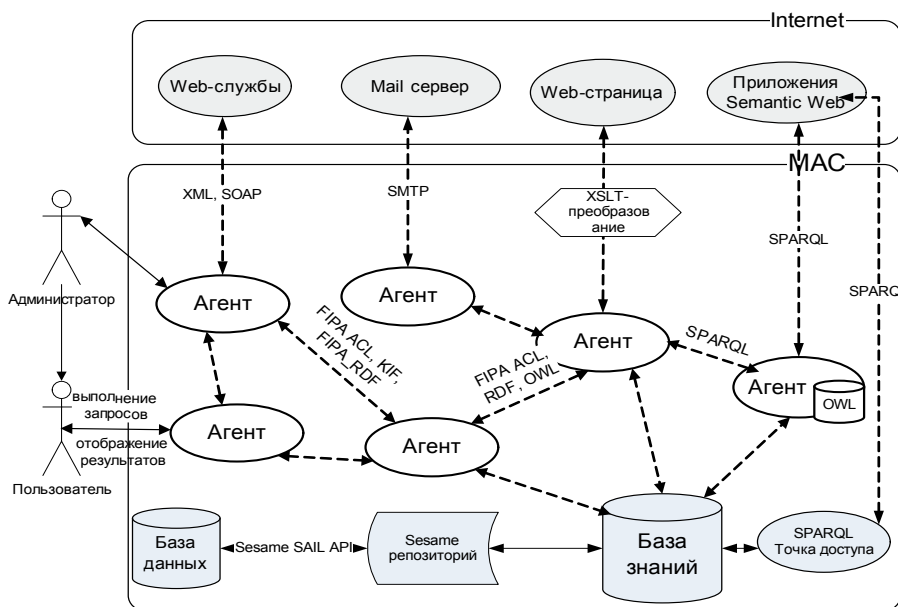 Internet
Web-службы
Mail сервер
Web-страница
Приложения
Semantic Web
МАС
XML, SOAP
SMTP
XSLT-
преобразов
ание
SPARQL
SPARQ
Администратор
Агент
Агент
Агент
FIPA ACL, KIF,
FIPA_RDF
FIPA ACL,
RDF, OWL
SPARQL
Агент
OWL
выполнение
запросов
отображение
результатов
Пользователь
Агент
Агент
База
данных
Sesame SAIL API
Sesame
репозиторий
База
знаний
SPARQL
Точка доступа